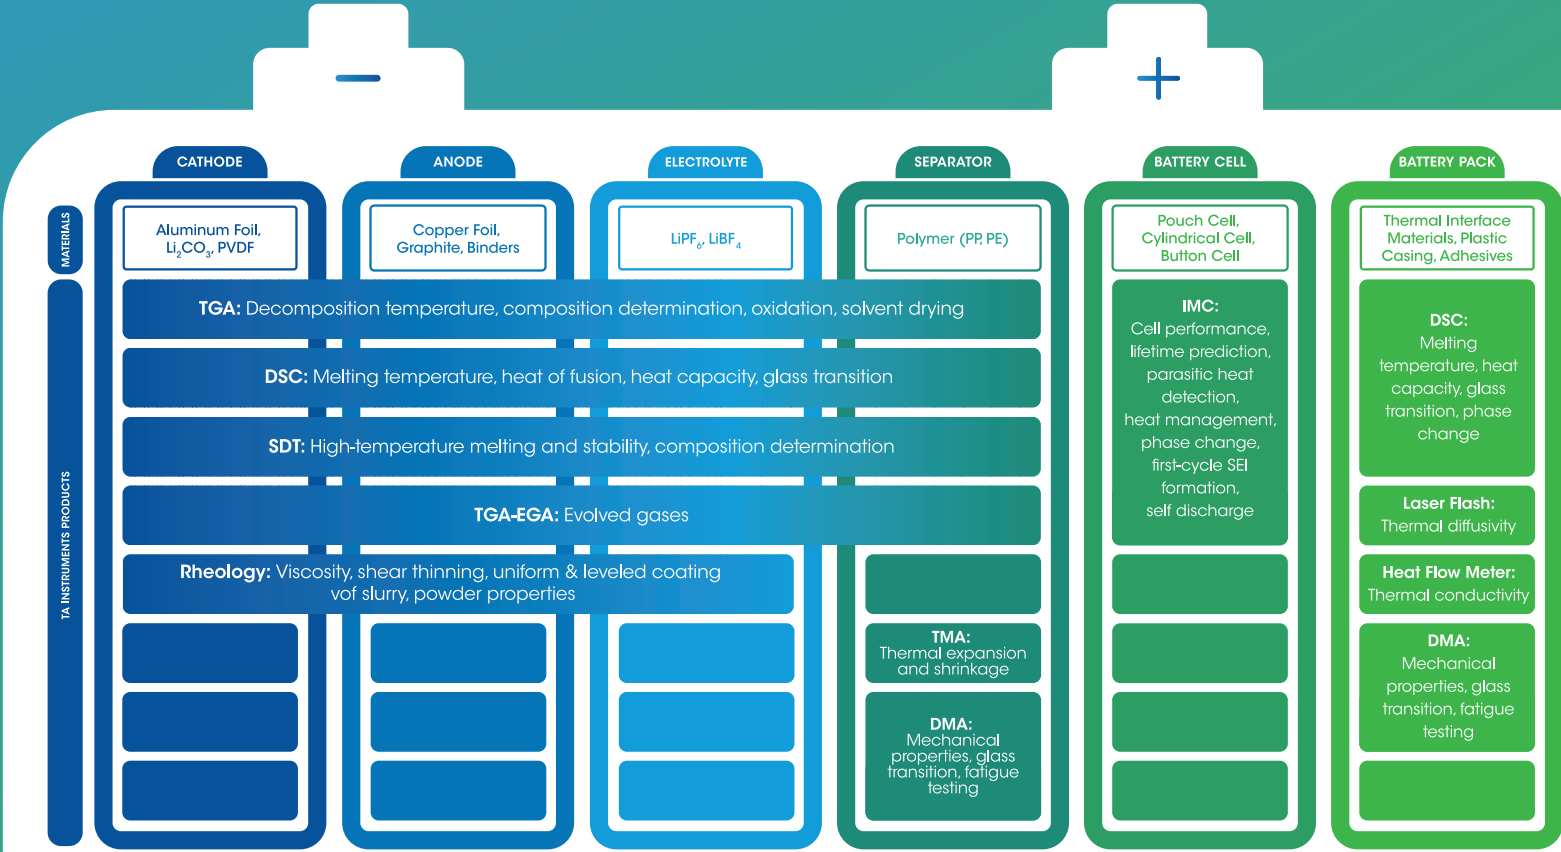 −
+
CATHODE
ANODE
ELECTROLYTE
SEPARATOR
BATTERY CELL
BATTERY PACK
MATERIALS
Aluminum Foil,
Li₂CO₃, PVDF
Copper Foil,
Graphite, Binders
LiPF₆, LiBF₄
Polymer (PP, PE)
Pouch Cell,
Cylindrical Cell,
Button Cell
Thermal Interface
Materials, Plastic
Casing, Adhesives
TA INSTRUMENTS PRODUCTS
TGA: Decomposition temperature, composition determination, oxidation, solvent drying
DSC: Melting temperature, heat of fusion, heat capacity, glass transition
SDT: High-temperature melting and stability, composition determination
TGA-EGA: Evolved gases
Rheology: Viscosity, shear thinning, uniform & leveled coating
vof slurry, powder properties
TMA:
Thermal expansion
and shrinkage
DMA:
Mechanical
properties, glass
transition, fatigue
testing
IMC:
Cell performance,
lifetime prediction,
parasitic heat
detection,
heat management,
phase change,
first-cycle SEI
formation,
self discharge
DSC:
Melting
temperature, heat
capacity, glass
transition, phase
change
Laser Flash:
Thermal diffusivity
Heat Flow Meter:
Thermal conductivity
DMA:
Mechanical
properties, glass
transition, fatigue
testing